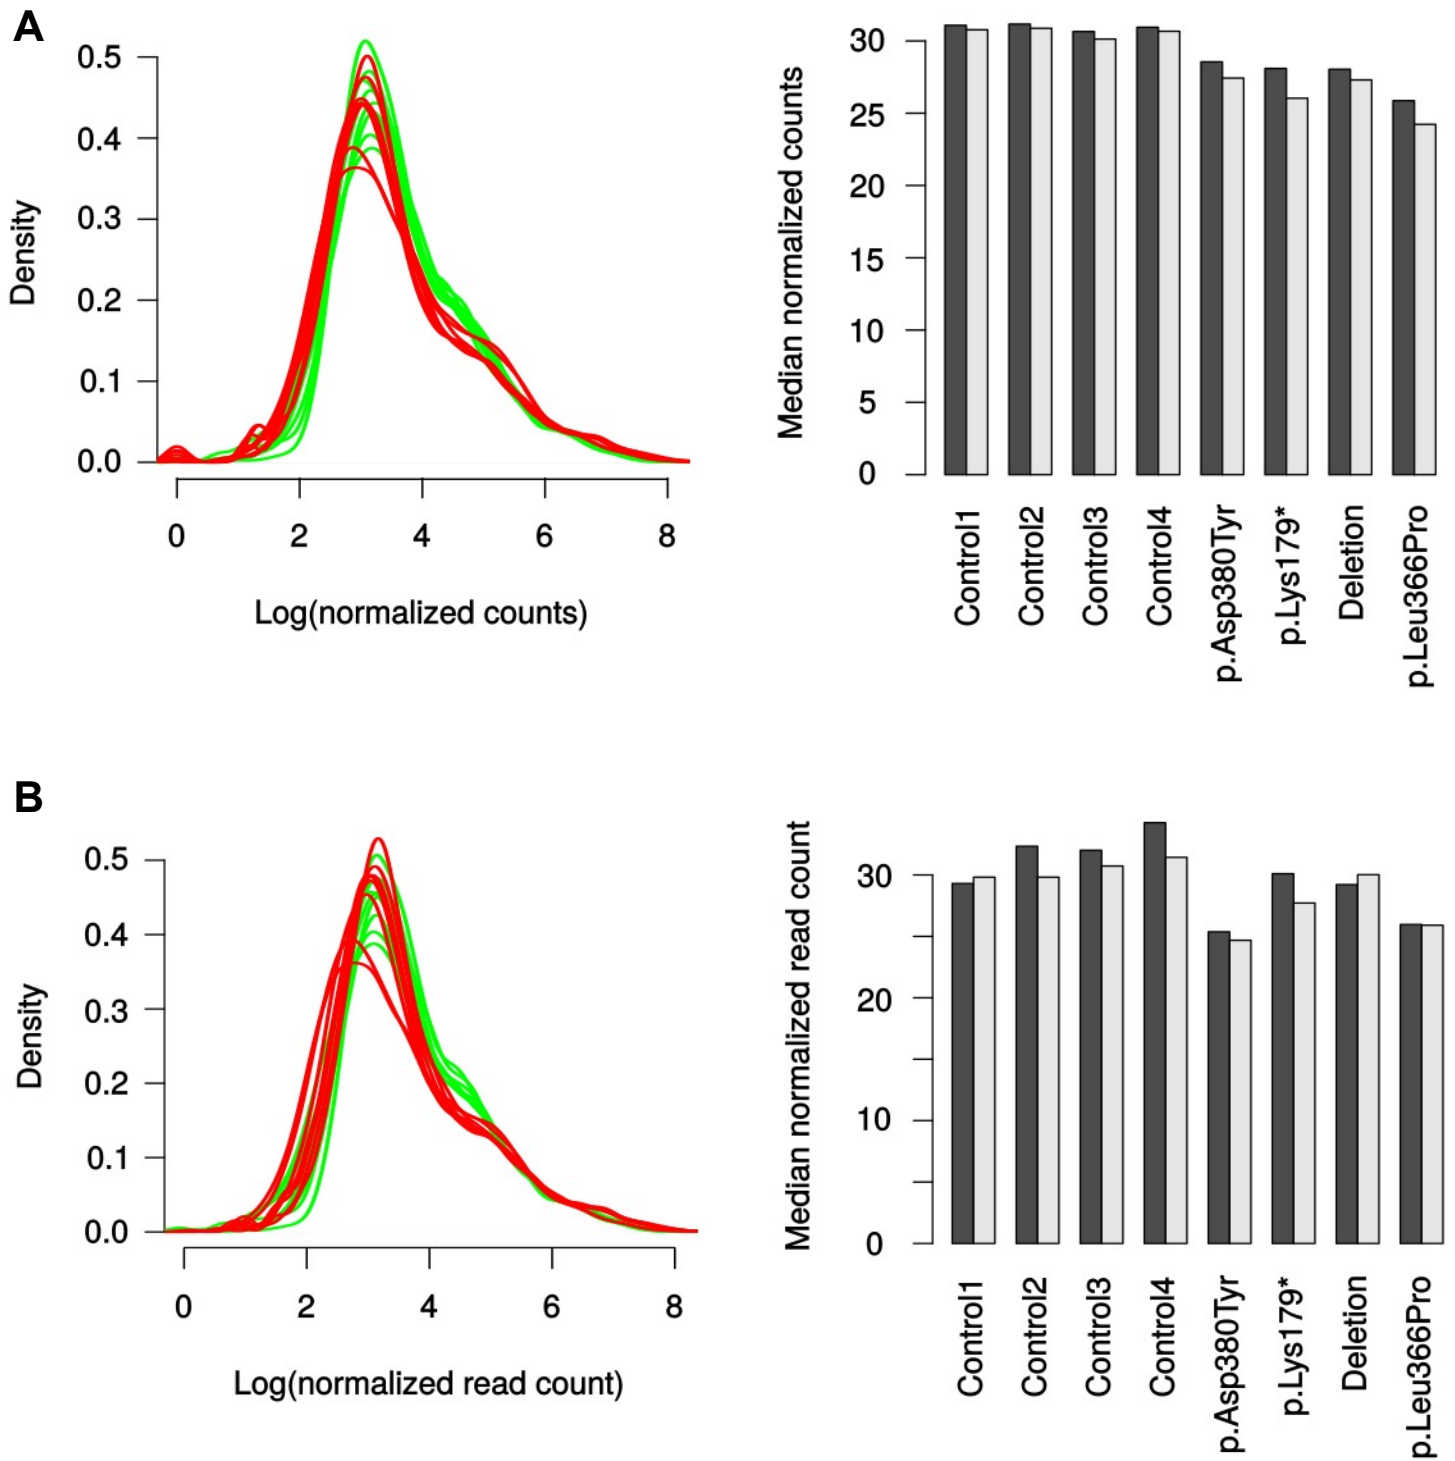 A
Density
0.5
0.4
0.3
0.2
0.1
0.0
0 2 4 6 8
Log(normalized counts)
Median normalized counts
30
25
20
15
10
5
0
Control1
Control2
Control3
Control4
p.Asp380Tyr
p.Lys179*
Deletion
p.Leu366Pro
B
Density
0.5
0.4
0.3
0.2
0.1
0.0
0 2 4 6 8
Log(normalized read count)
Median normalized read count
30
20
10
0
Control1
Control2
Control3
Control4
p.Asp380Tyr
p.Lys179*
Deletion
p.Leu366Pro